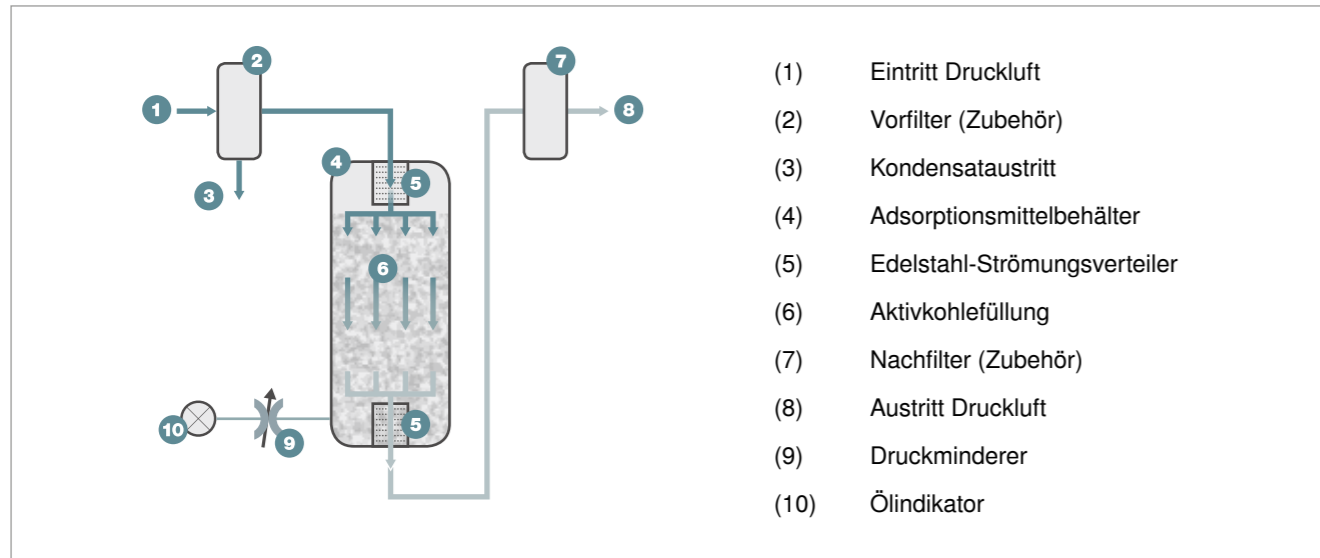 2
7
1
8
4
5
3
6
5
10
9
(1) Eintritt Druckluft
(2) Vorfilter (Zubehör)
(3) Kondensataustritt
(4) Adsorptionsmittelbehälter
(5) Edelstahl-Strömungsverteiler
(6) Aktivkohlefüllung
(7) Nachfilter (Zubehör)
(8) Austritt Druckluft
(9) Druckminderer
(10) Ölindikator